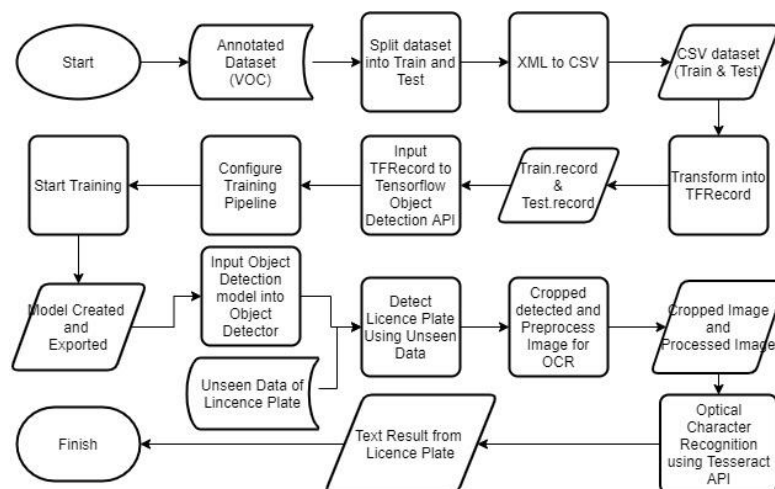 Start
Annotated
Dataset
(VOC)
Split dataset
into Train and
Test
XML to CSV
CSV dataset
(Train & Test)
Transform into
TFRecord
Train.record
&
Test.record
Input
TFRecord to
Tensorflow
Object
Detection API
Configure
Training
Pipeline
Start Training
Model Created
and
Exported
Input Object
Detection
model into
Object
Detector
Unseen Data of
Lincence Plate
Detect
Licence Plate
Using Unseen
Data
Cropped
detected and
Preprocess
Image for
OCR
Cropped Image
and
Processed Image
Optical
Character
Recognition
using Tesseract
API
Text Result from
Licence Plate
Finish